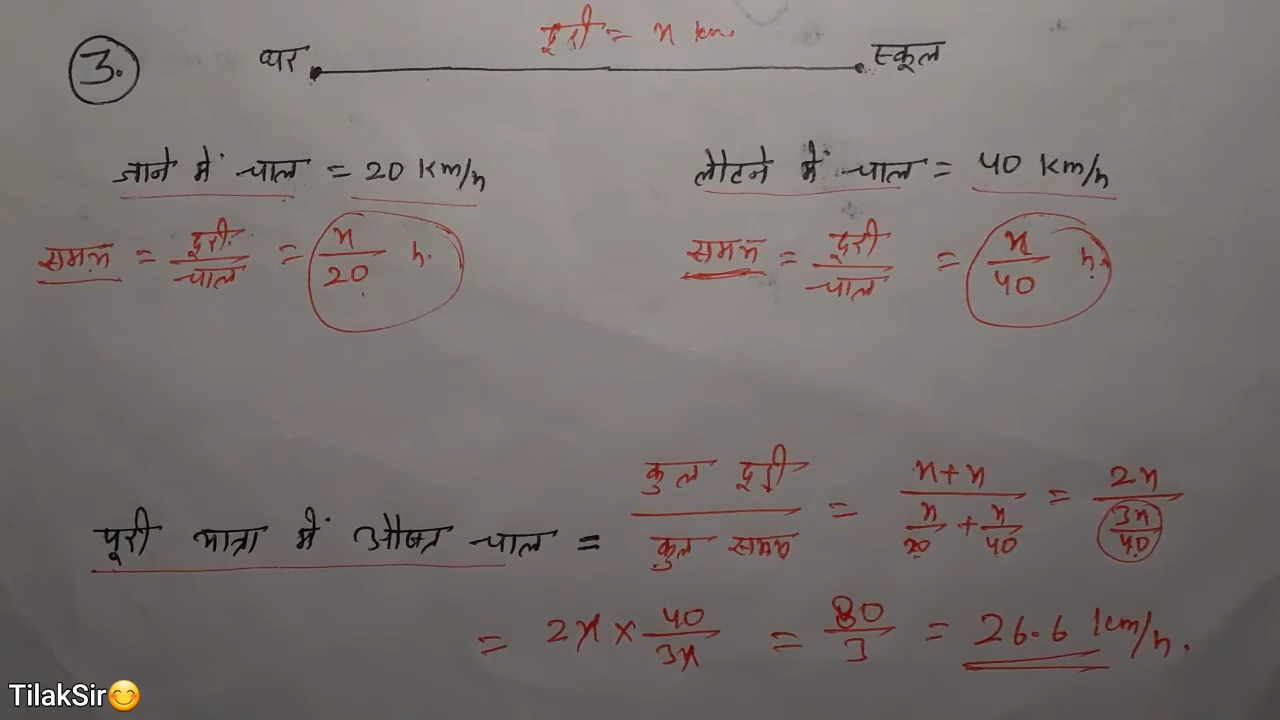 दूरी = x km.
3. घर स्कूल
जाने में चाल = 20 km/h लौटने में चाल = 40 km/h
समय = दूरी/चाल = x/20 h. समय = दूरी/चाल = x/40 h.
पूरी यात्रा में औसत चाल = कुल दूरी/कुल समय = x+x/(x/20 + x/40) = 2x/(3x/40)
= 2x × 40/3x = 80/3 = 26.6 km/h.
TilakSir😊